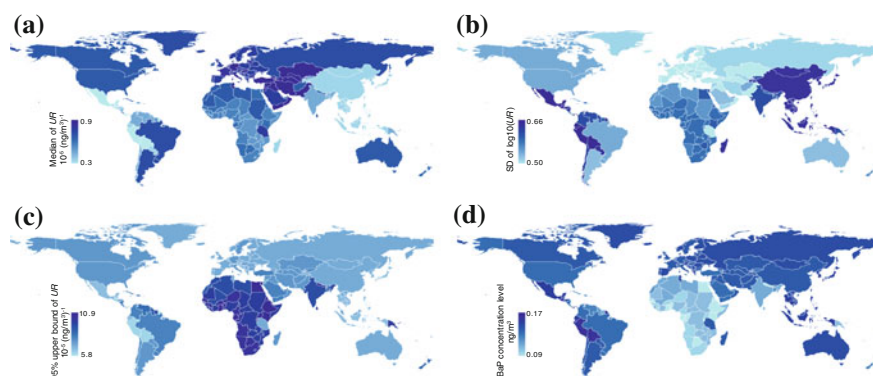 (a)
Median of UR
10⁻⁵ (ng/m³)⁻¹
0.9
0.3
(b)
SD of log10(UR)
0.66
0.50
(c)
95% upper bound of UR
10⁻⁵ (ng/m³)⁻¹
10.9
5.8
(d)
BaP concentration level
ng/m³
0.17
0.09